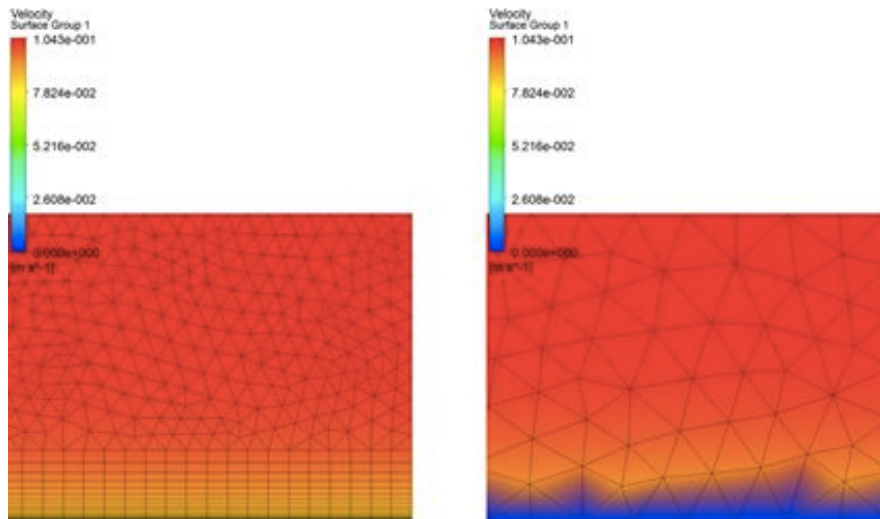 Velocity
Surface Group 1
1.043e-001
7.824e-002
5.216e-002
2.608e-002
0.000e+000
[m s^-1]
Velocity
Surface Group 1
1.043e-001
7.824e-002
5.216e-002
2.608e-002
0.000e+000
[m s^-1]